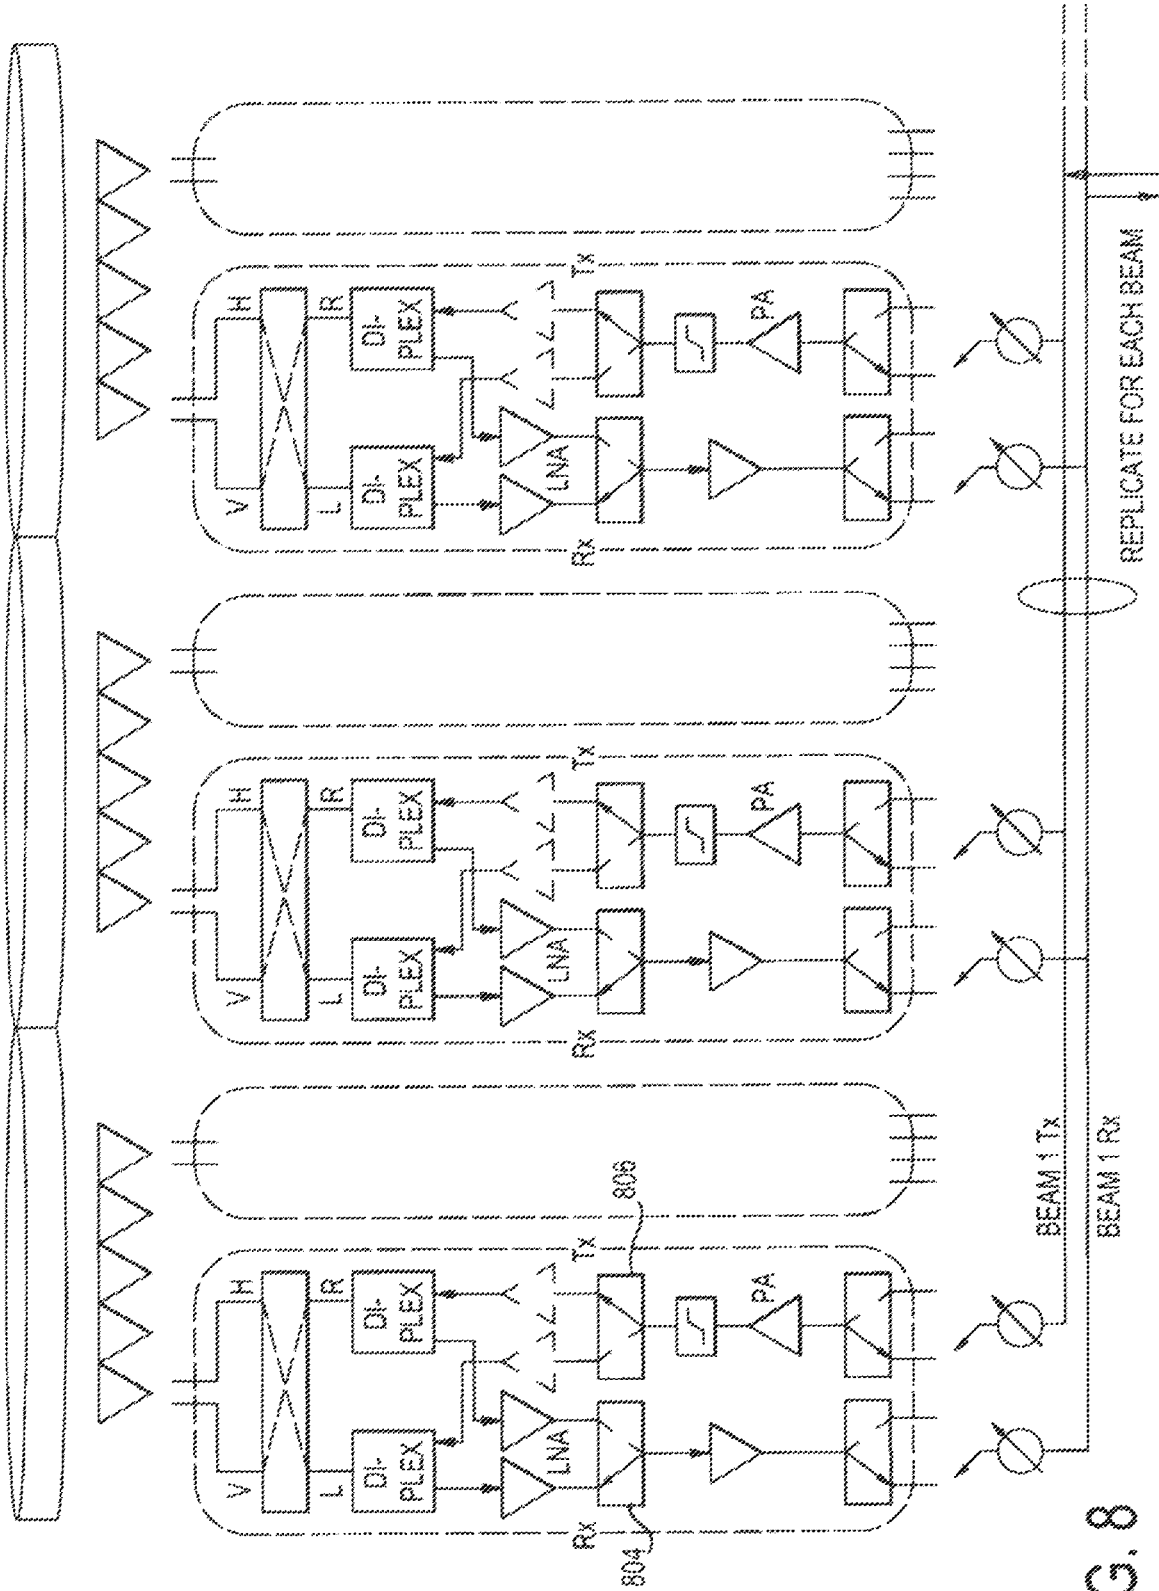 V
H
L
R
DI-
PLEX
DI-
PLEX
LNA
Rx
Tx
804
806
PA
V
H
L
R
DI-
PLEX
DI-
PLEX
LNA
Rx
Tx
PA
V
H
L
R
DI-
PLEX
DI-
PLEX
LNA
Rx
Tx
PA
BEAM 1 Tx
BEAM 1 Rx
REPLICATE FOR EACH BEAM
G. 8